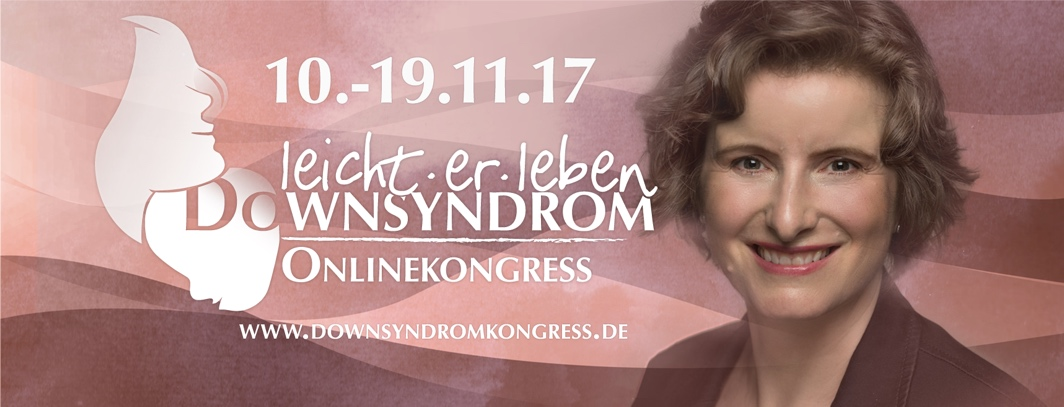 10.-19.11.17
leicht·er·leben
DOWNSYNDROM
ONLINEKONGRESS
WWW.DOWNSYNDROMKONGRESS.DE